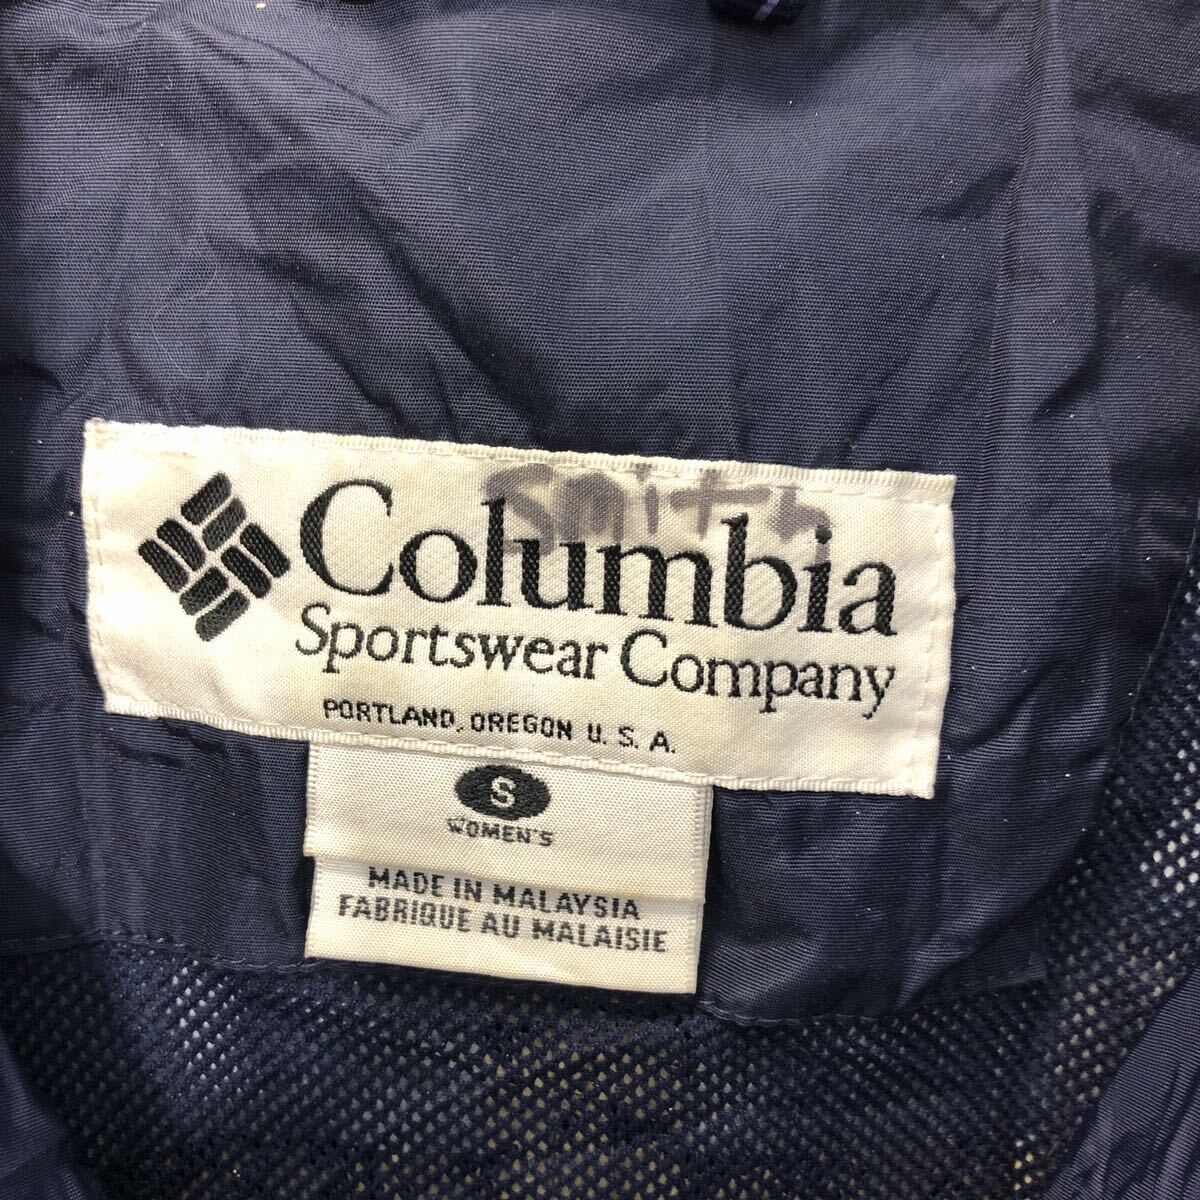 Smith
Columbia
Sportswear Company
PORTLAND, OREGON U. S. A.
S
WOMEN'S
MADE IN MALAYSIA
FABRIQUE AU MALAISIE